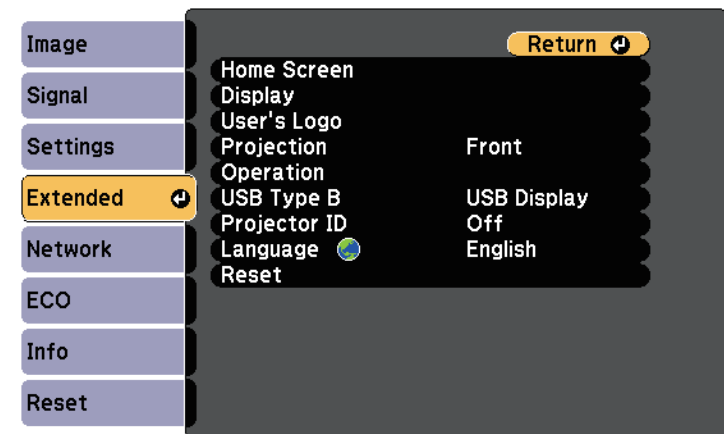 Image
Signal
Settings
Extended
Network
ECO
Info
Reset
Return
Home Screen
Display
User's Logo
Projection Front
Operation
USB Type B USB Display
Projector ID Off
Language English
Reset